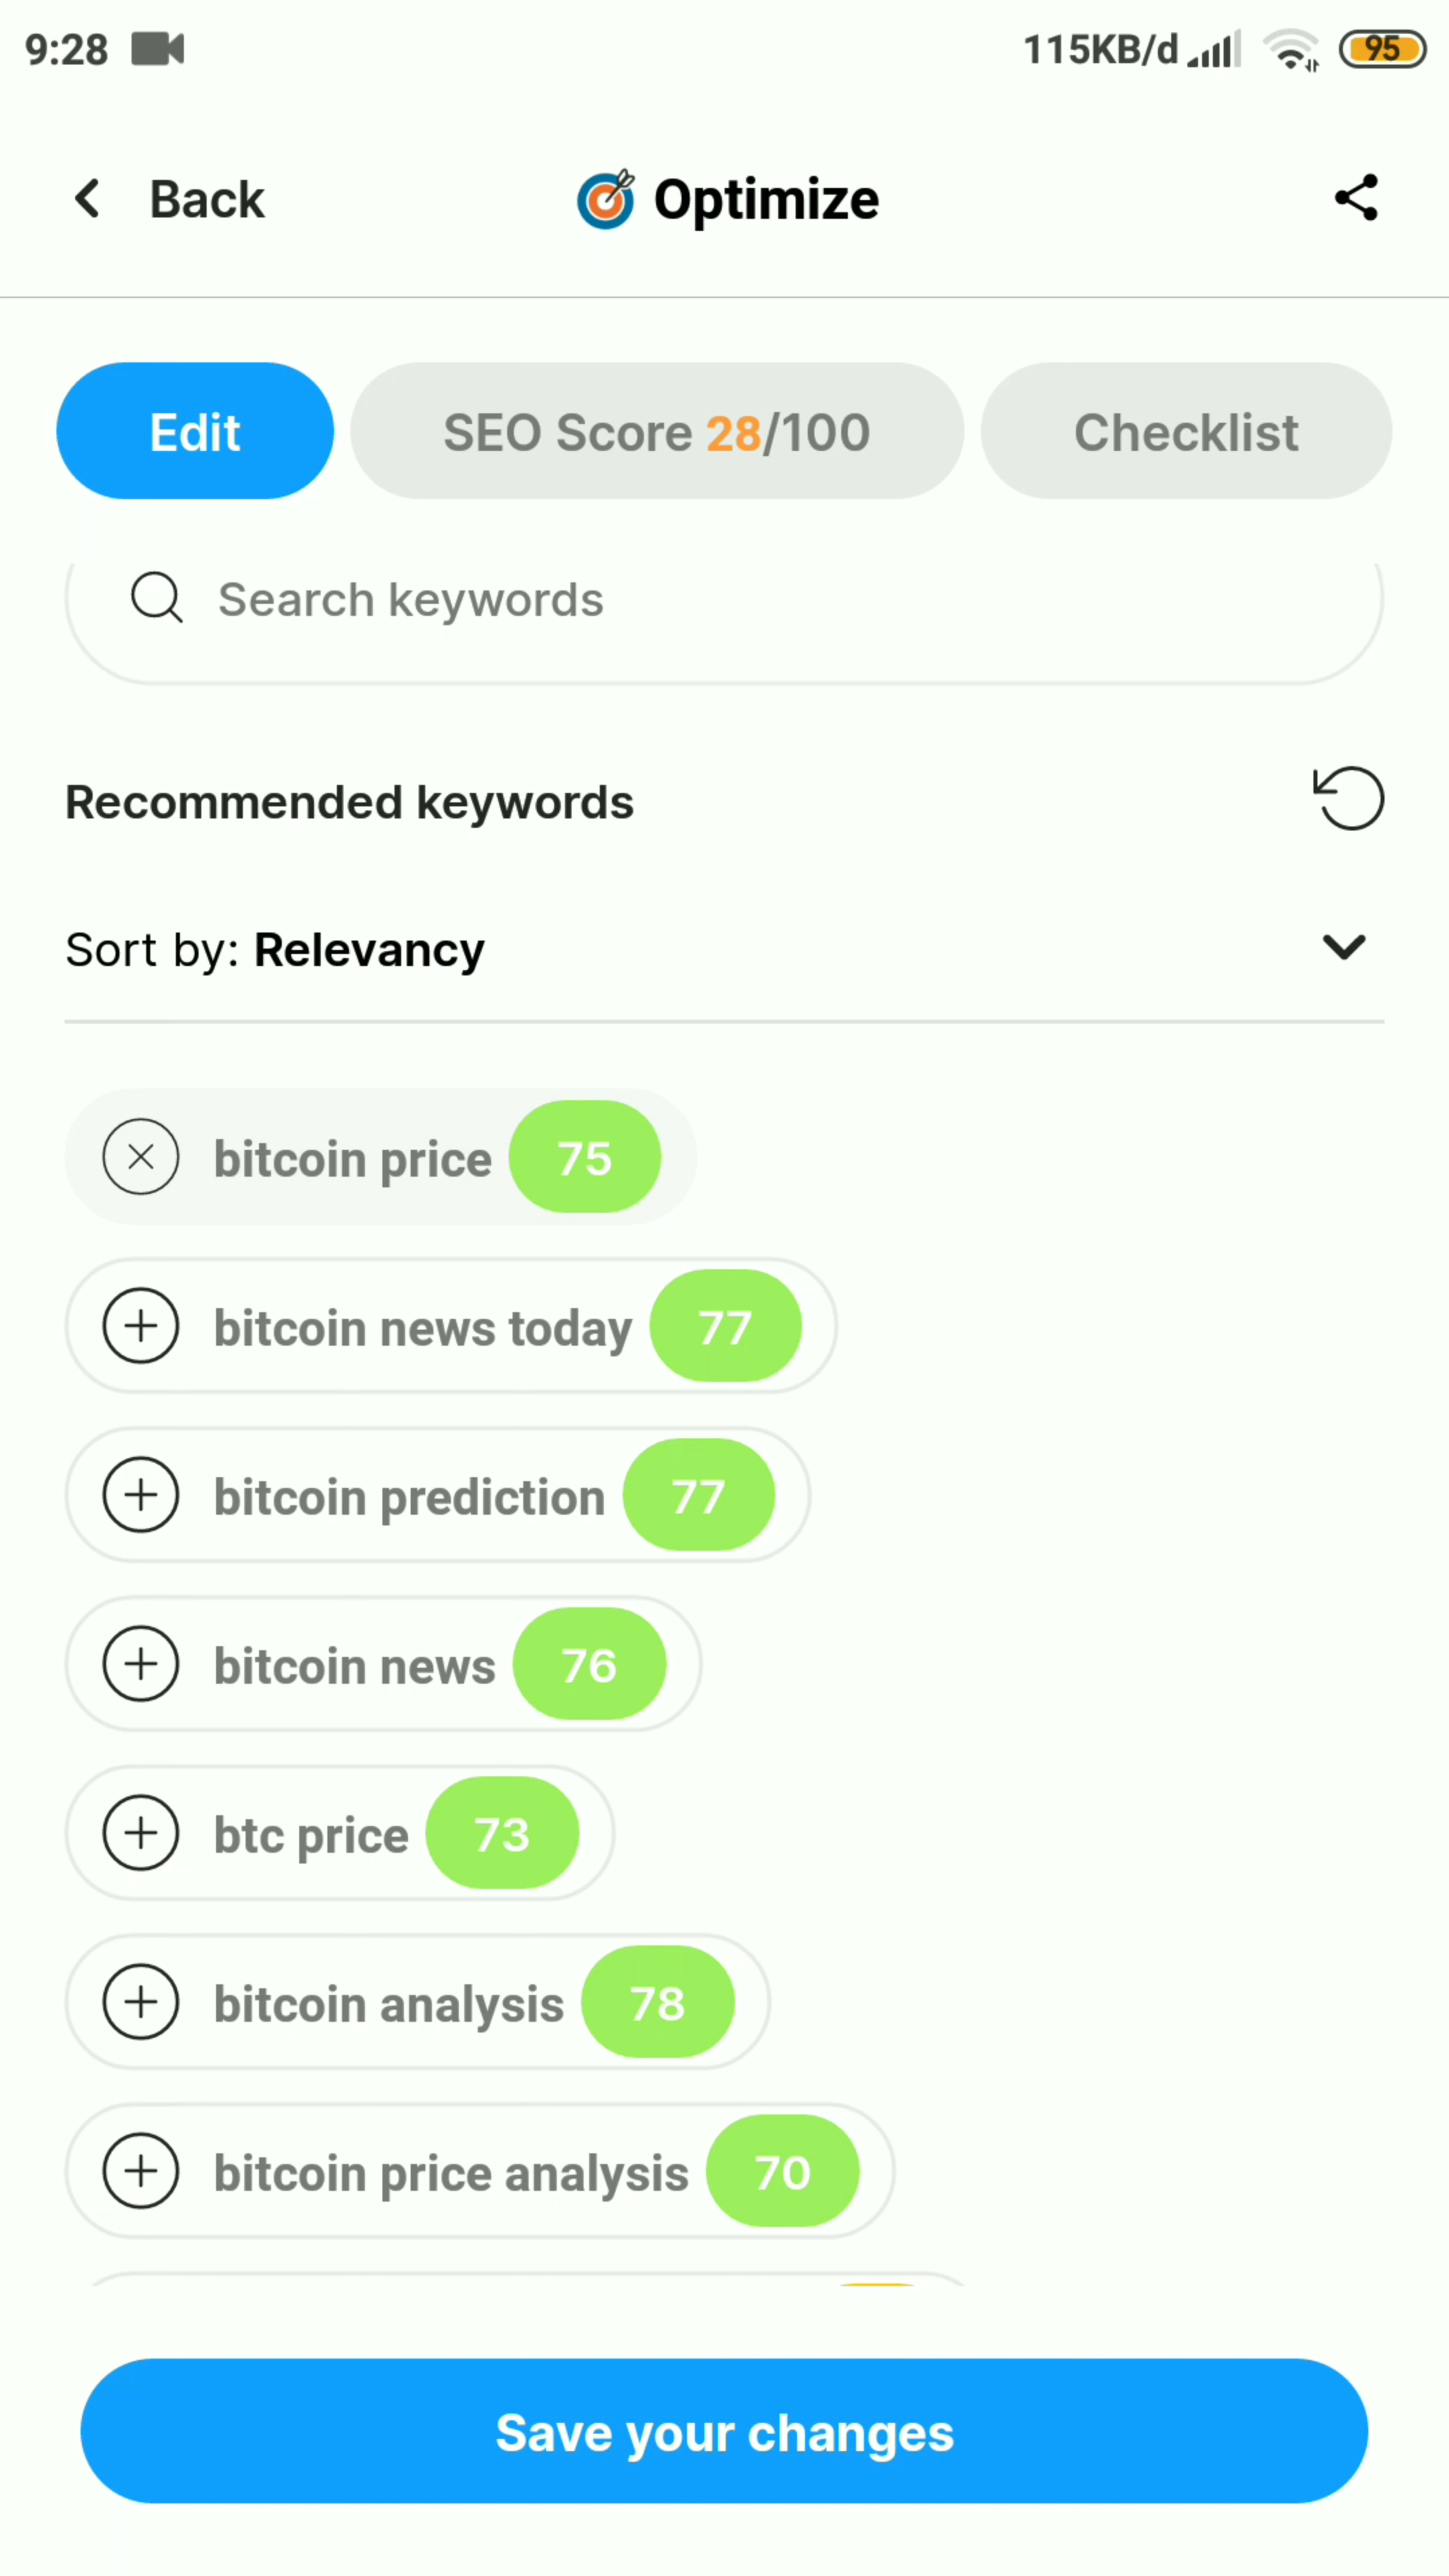 9:28 115KB/d 95
Back Optimize
Edit SEO Score 28/100 Checklist
Search keywords
Recommended keywords
Sort by: Relevancy
bitcoin price 75
bitcoin news today 77
bitcoin prediction 77
bitcoin news 76
btc price 73
bitcoin analysis 78
bitcoin price analysis 70
Save your changes